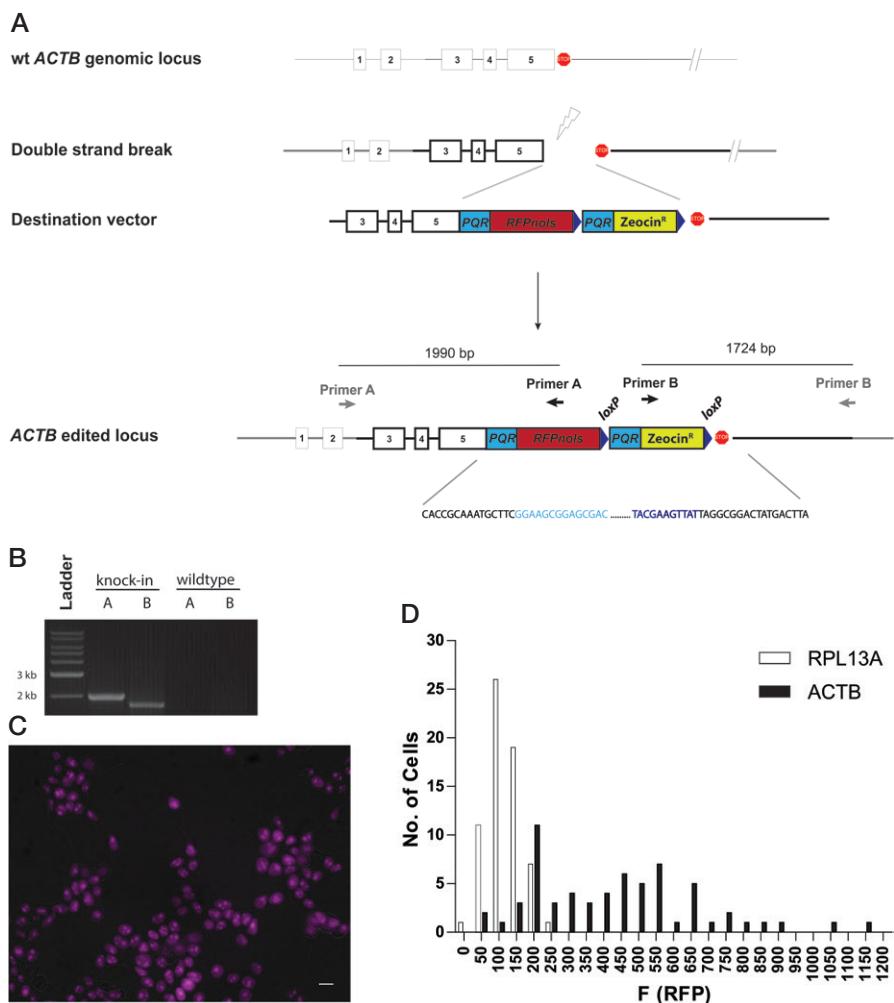 A
wt ACTB genomic locus
1 2 3 4 5 STOP
Double strand break
1 2 3 4 5 STOP
Destination vector
3 4 5 PQR RFPnols PQR Zeocinᴿ STOP
1990 bp 1724 bp
Primer A Primer A Primer B Primer B
loxP loxP
ACTB edited locus
1 2 3 4 5 PQR RFPnols PQR Zeocinᴿ STOP
CACCGCAAATGCTTCGGAAGCGGAGCGAC .......... TACGAAGTTATTAGGCGGACTATGACTTA
B
Ladder
knock-in wildtype
A B A B
3 kb
2 kb
C
D
RPL13A
ACTB
No. of Cells
30
25
20
15
10
5
0
0 50 100 150 200 250 300 350 400 450 500 550 600 650 700 750 800 850 900 950 1000 1050 1100 1150 1200
F (RFP)